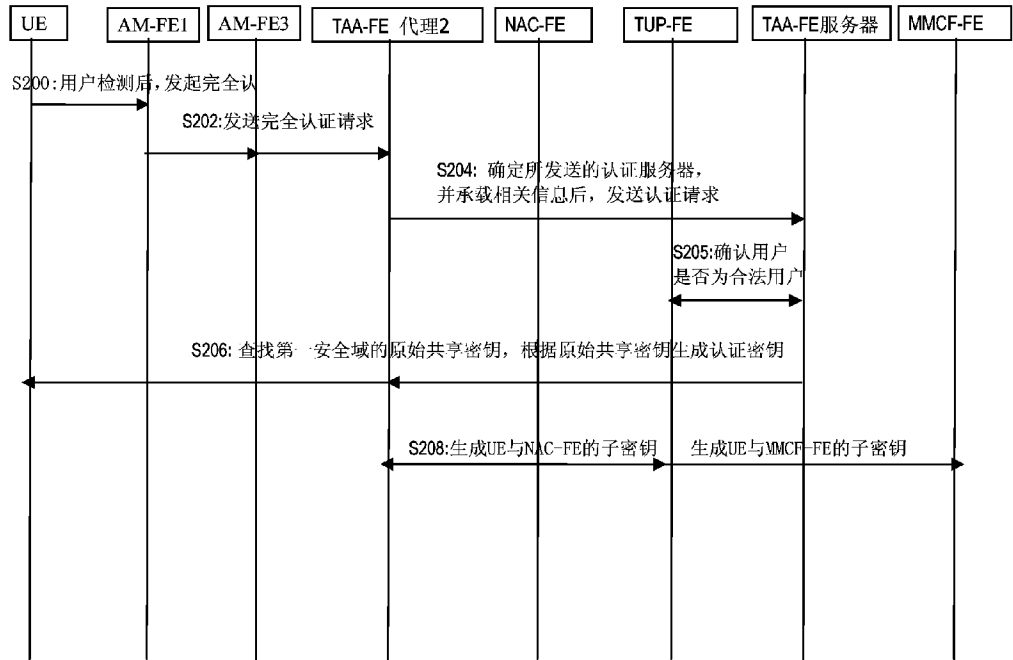 UE
AM-FE1
AM-FE3
TAA-FE 代理2
NAC-FE
TUP-FE
TAA-FE服务器
MMCF-FE
S200:用户检测后,发起完全认
S202:发送完全认证请求
S204: 确定所发送的认证服务器,
并承载相关信息后, 发送认证请求
S205:确认用户
是否为合法用户
S206: 查找第一安全域的原始共享密钥, 根据原始共享密钥生成认证密钥
S208:生成UE与NAC-FE的子密钥
生成UE与MMCF-FE的子密钥